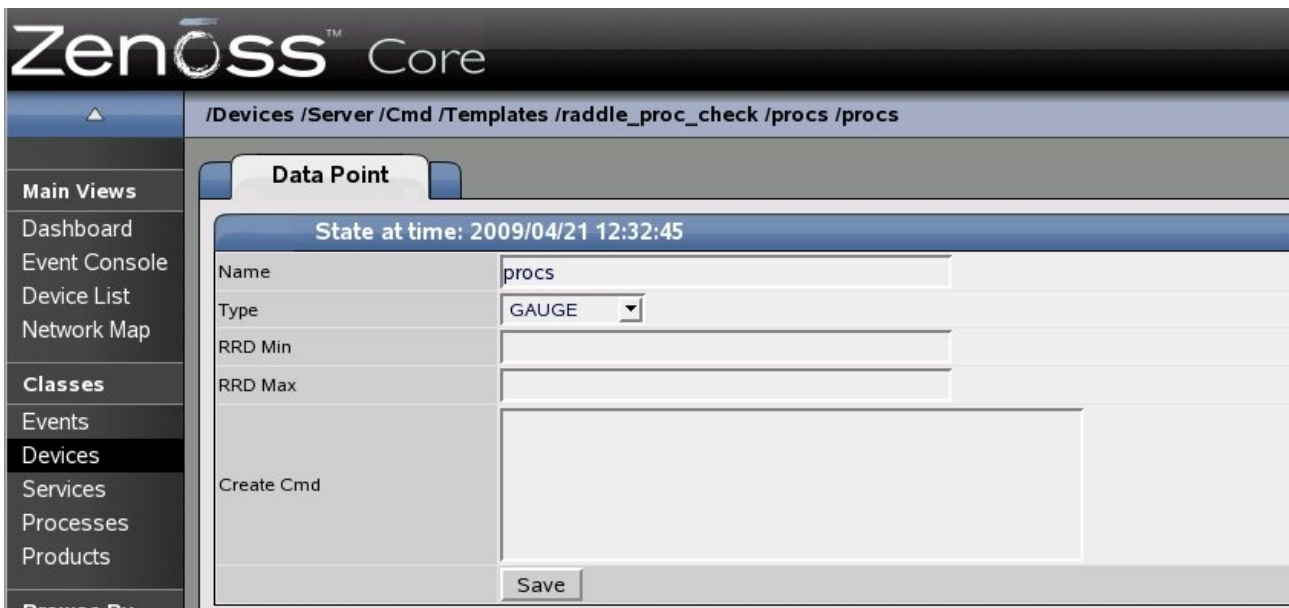 Zenoss™ Core
/Devices /Server /Cmd /Templates /raddle_proc_check /procs /procs
Main Views
Dashboard
Event Console
Device List
Network Map
Classes
Events
Devices
Services
Processes
Products
Data Point
State at time: 2009/04/21 12:32:45
Name procs
Type GAUGE
RRD Min
RRD Max
Create Cmd
Save